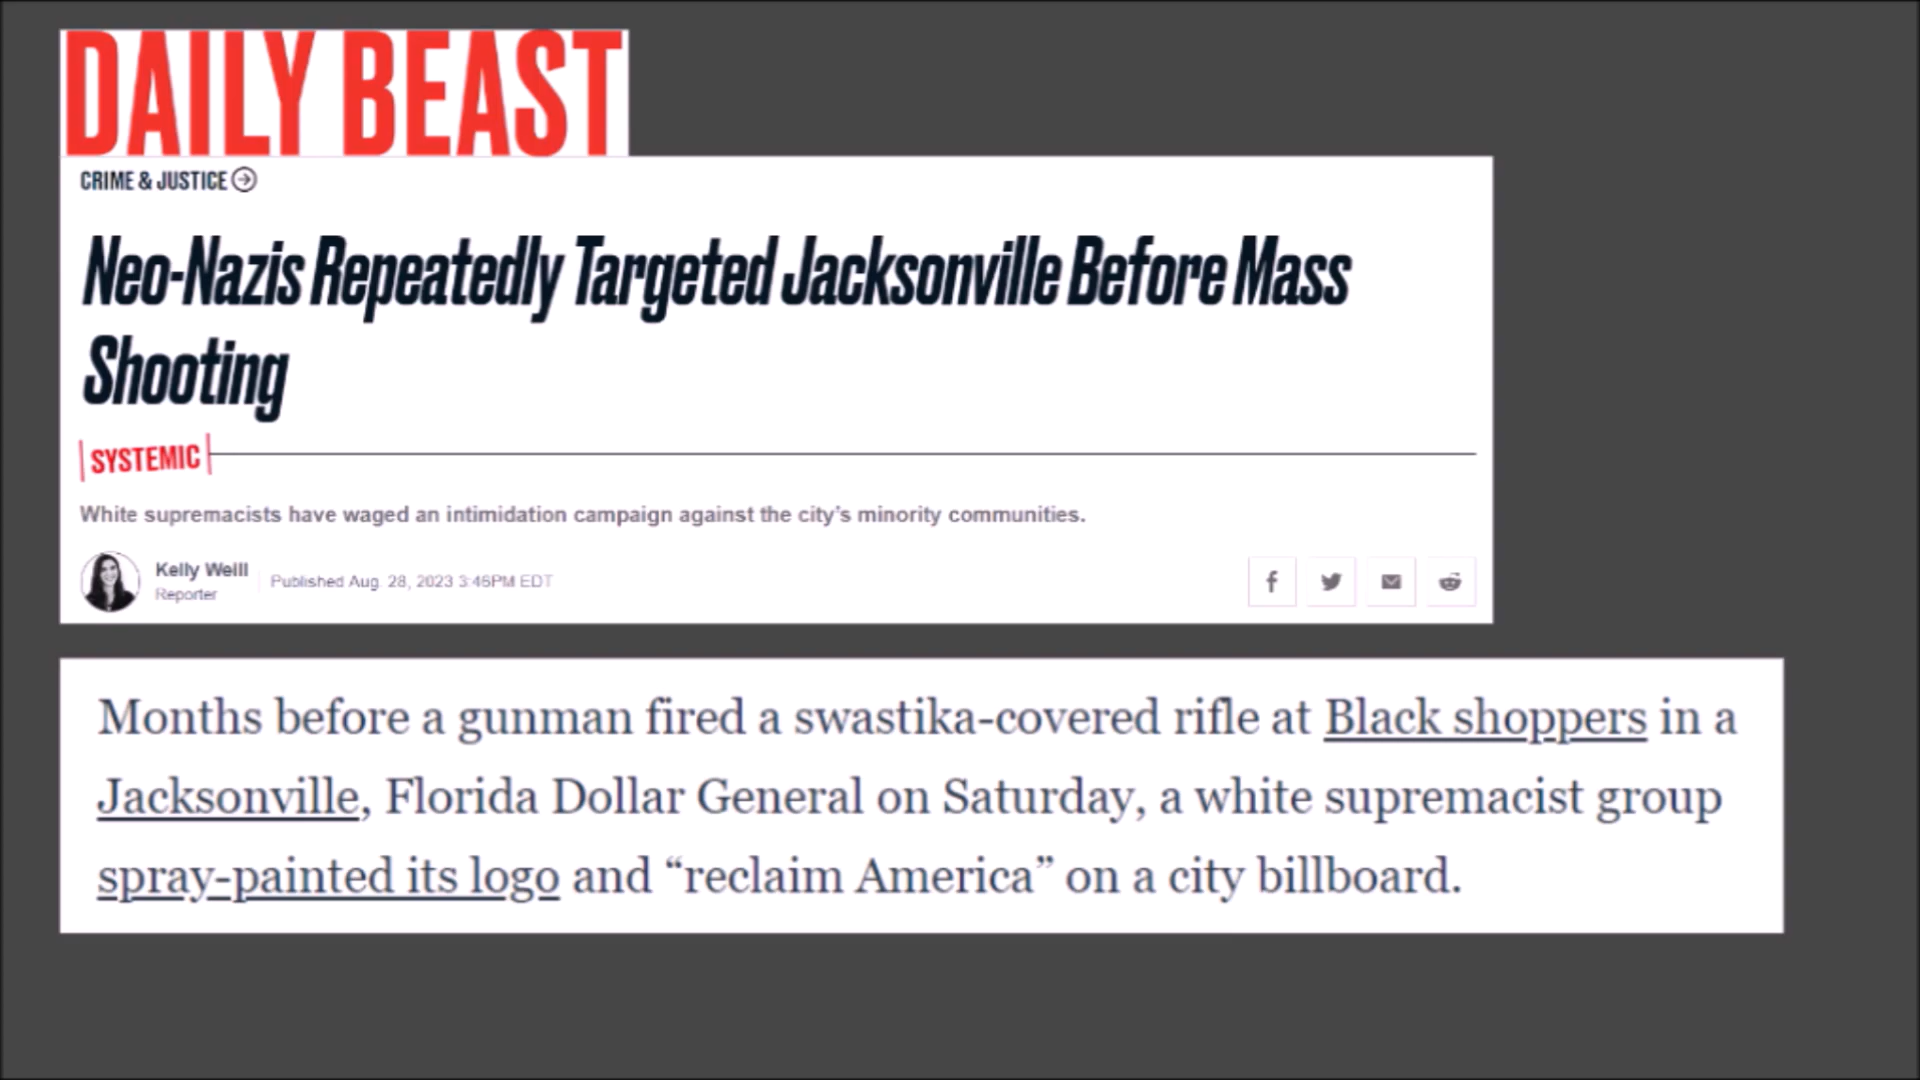 DAILY BEAST
CRIME & JUSTICE
Neo-Nazis Repeatedly Targeted Jacksonville Before Mass
Shooting
SYSTEMIC
White supremacists have waged an intimidation campaign against the city's minority communities.
Kelly Weill
Published Aug. 28, 2023 3:46PM EDT
Reporter
Months before a gunman fired a swastika-covered rifle at Black shoppers in a
Jacksonville, Florida Dollar General on Saturday, a white supremacist group
spray-painted its logo and “reclaim America” on a city billboard.